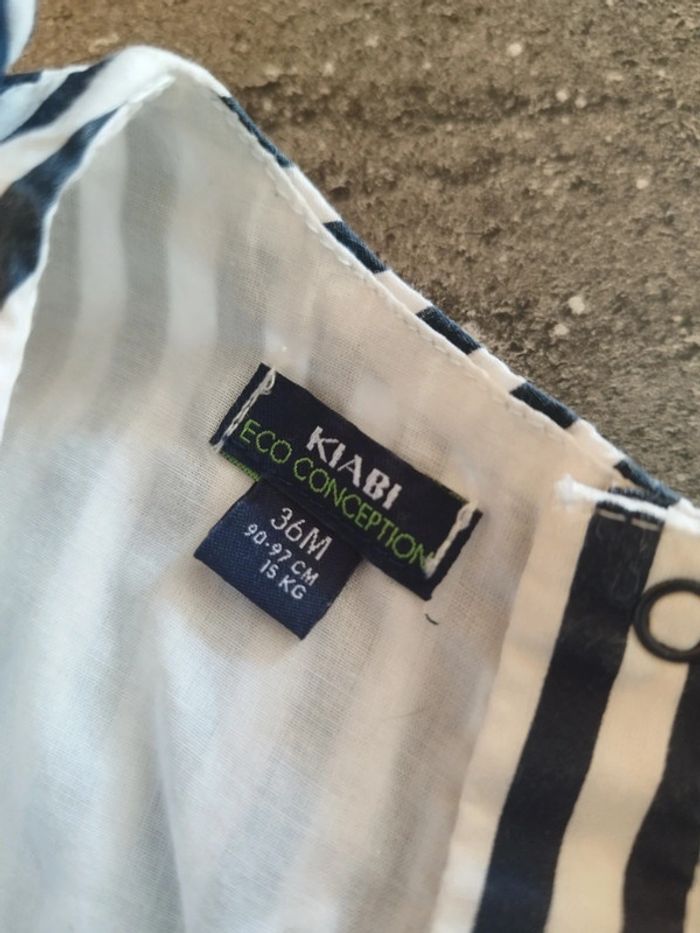 KIABI
ECO CONCEPTION
36M
90-97 CM
15 KG